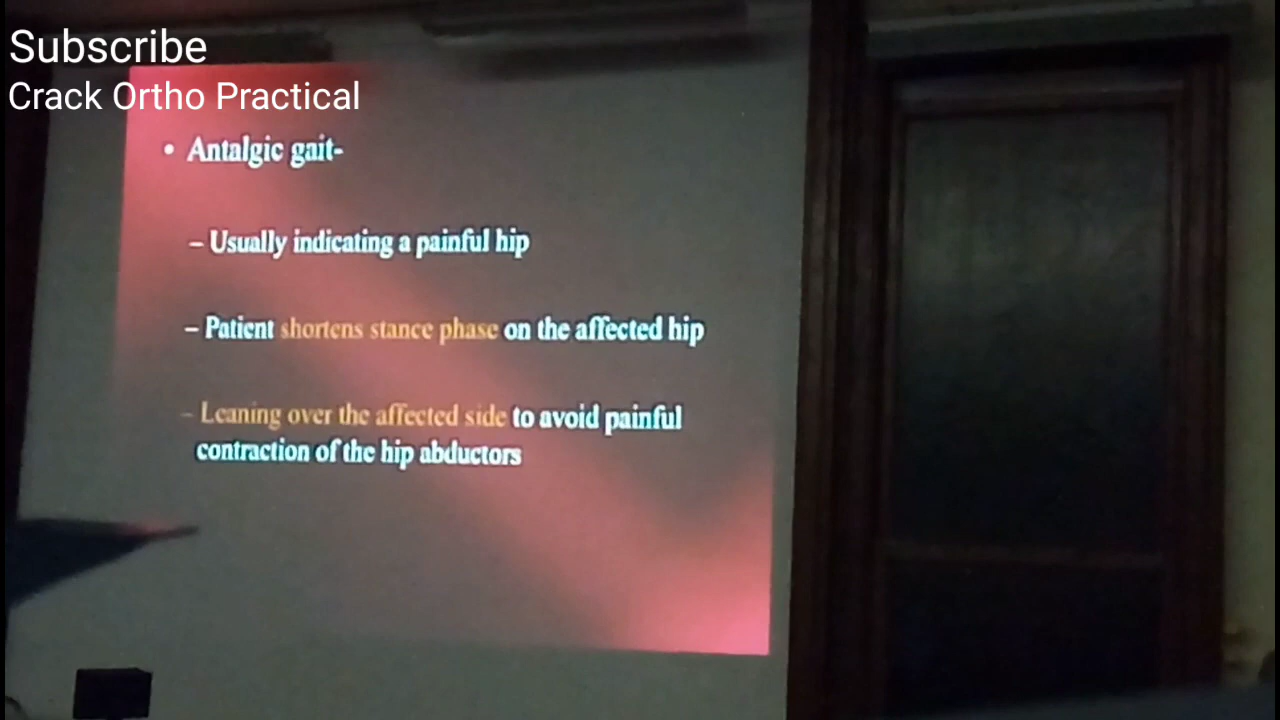 Subscribe
Crack Ortho Practical
• Antalgic gait-
– Usually indicating a painful hip
– Patient shortens stance phase on the affected hip
– Leaning over the affected side to avoid painful
contraction of the hip abductors